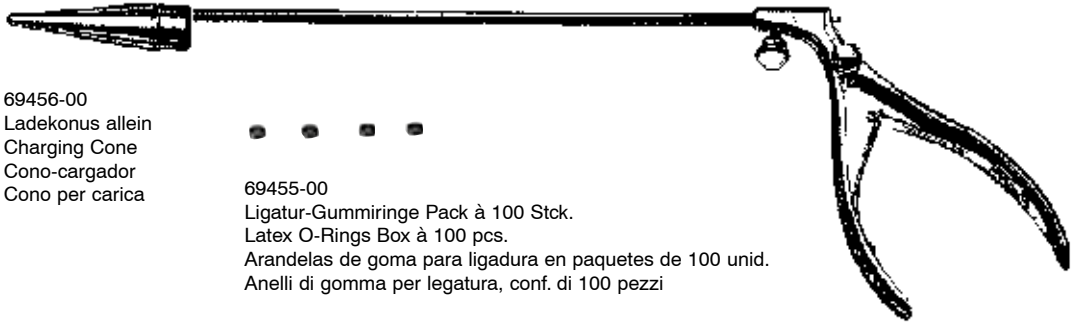 69456-00
Ladekonus allein
Charging Cone
Cono-cargador
Cono per carica
69455-00
Ligatur-Gummiringe Pack à 100 Stck.
Latex O-Rings Box à 100 pcs.
Arandelas de goma para ligadura en paquetes de 100 unid.
Anelli di gomma per legatura, conf. di 100 pezzi